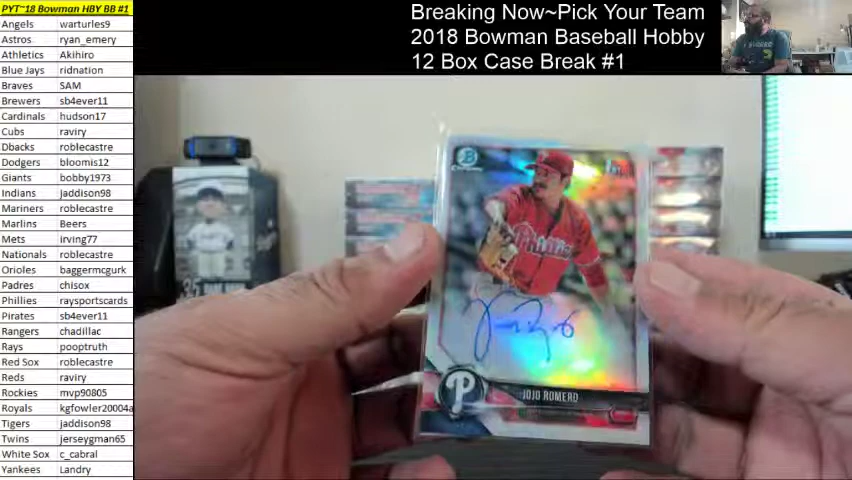 PYT~18 Bowman HBY BB #1
Angels warturles9
Astros ryan_emery
Athletics Akihiro
Blue Jays ridnation
Braves SAM
Brewers sb4ever11
Cardinals hudson17
Cubs raviry
Dbacks roblecastre
Dodgers bloomis12
Giants bobby1973
Indians jaddison98
Mariners roblecastre
Marlins Beers
Mets irving77
Nationals roblecastre
Orioles baggermcgurk
Padres chisox
Phillies raysportscards
Pirates sb4ever11
Rangers chadillac
Rays pooptruth
Red Sox roblecastre
Reds raviry
Rockies mvp90805
Royals kgfowler20004a
Tigers jaddison98
Twins jerseygman65
White Sox c_cabral
Yankees Landry
Breaking Now~Pick Your Team
2018 Bowman Baseball Hobby
12 Box Case Break #1
B
CHROME
Phillies
P
JOJO ROMERO